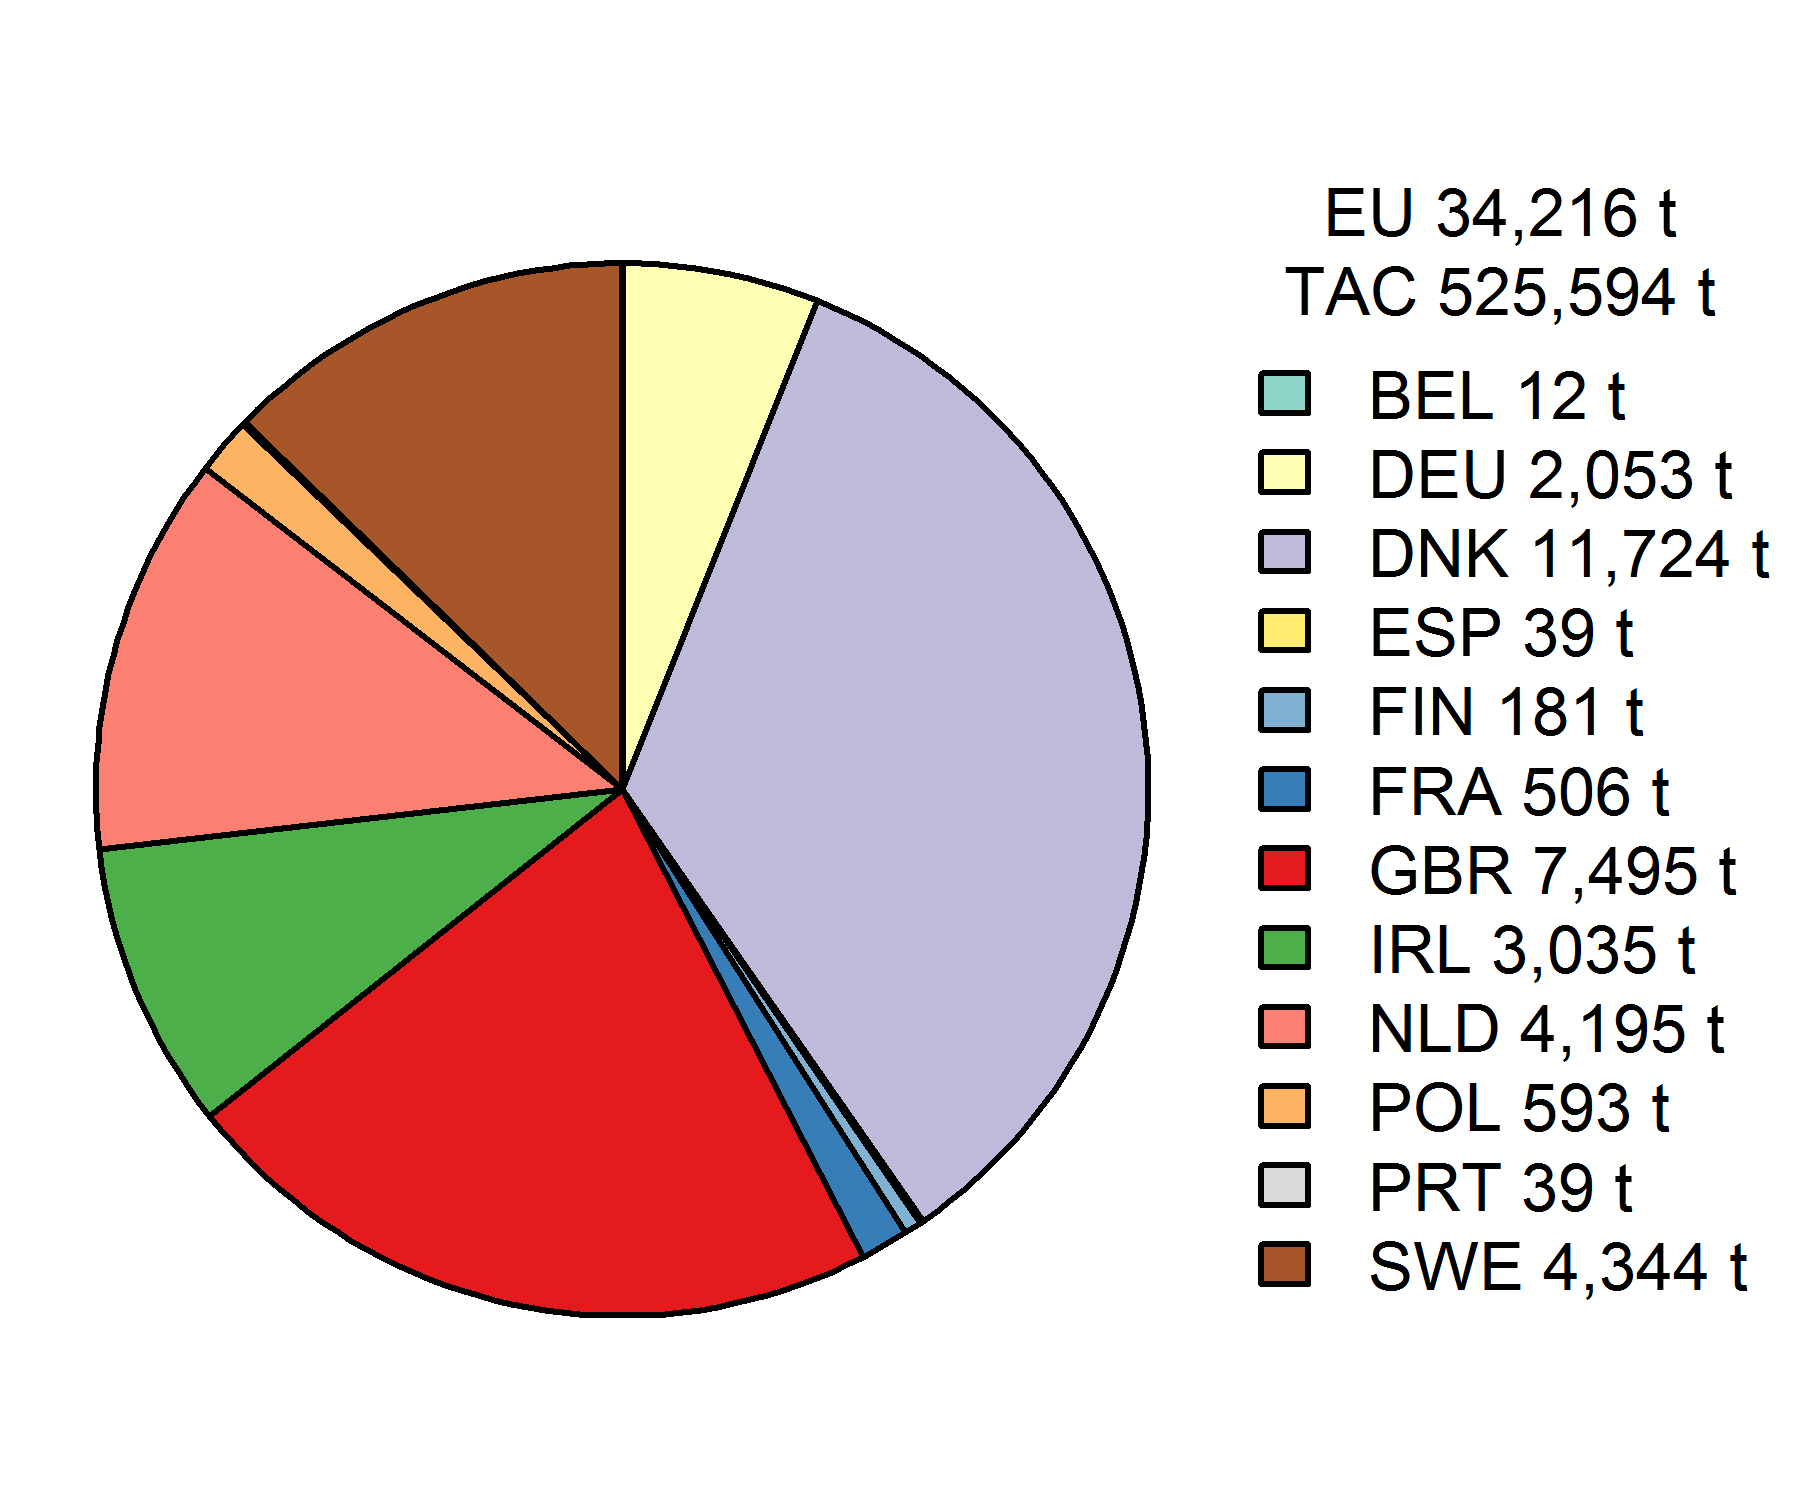 EU 34,216 t
TAC 525,594 t
BEL 12 t
DEU 2,053 t
DNK 11,724 t
ESP 39 t
FIN 181 t
FRA 506 t
GBR 7,495 t
IRL 3,035 t
NLD 4,195 t
POL 593 t
PRT 39 t
SWE 4,344 t